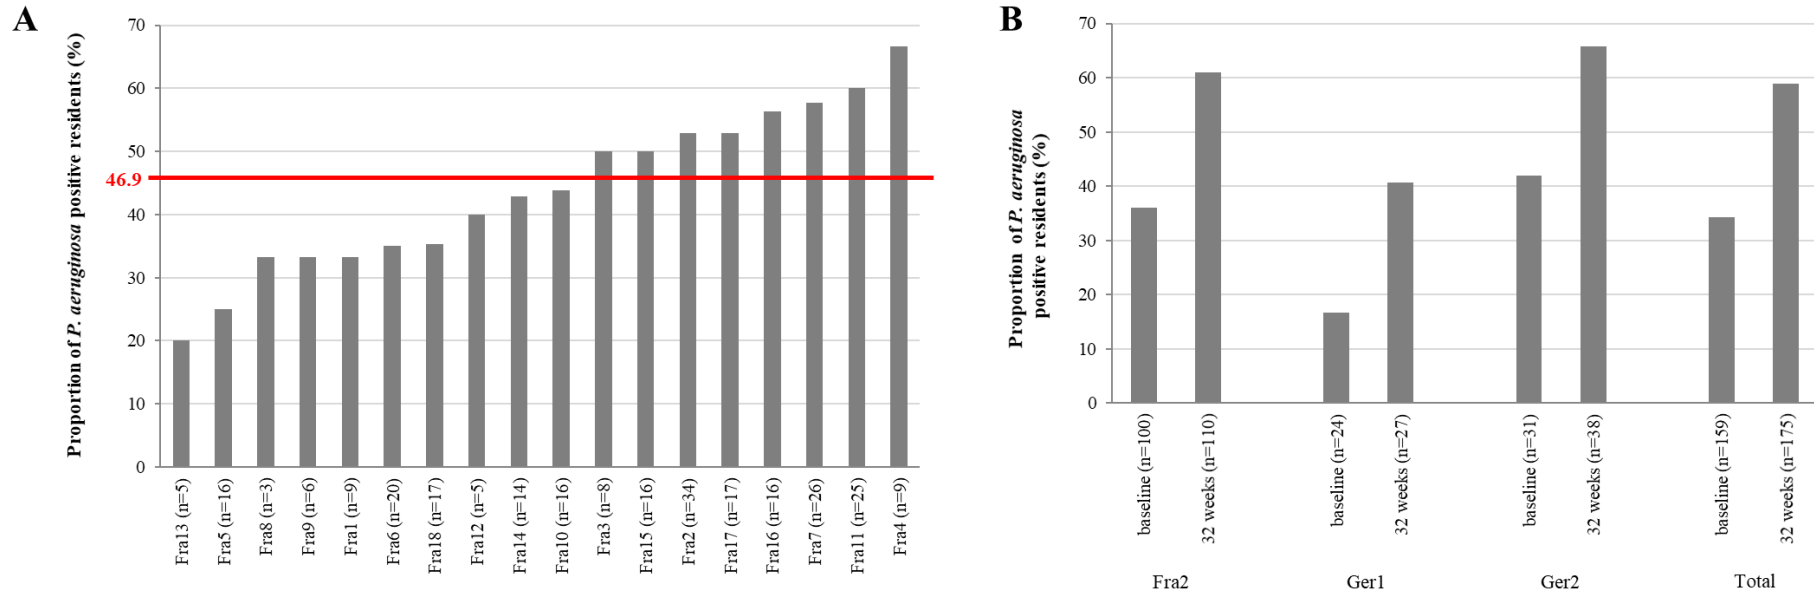 A
Proportion of P. aeruginosa positive residents (%)
70
60
50
46.9
40
30
20
10
0
Fra13 (n=5)
Fra5 (n=16)
Fra8 (n=3)
Fra9 (n=6)
Fra1 (n=9)
Fra6 (n=20)
Fra18 (n=17)
Fra12 (n=5)
Fra14 (n=14)
Fra10 (n=16)
Fra3 (n=8)
Fra15 (n=16)
Fra2 (n=34)
Fra17 (n=17)
Fra16 (n=16)
Fra7 (n=26)
Fra11 (n=25)
Fra4 (n=9)
B
Proportion of P. aeruginosa
positive residents (%)
70
60
50
40
30
20
10
0
baseline (n=100)
32 weeks (n=110)
baseline (n=24)
32 weeks (n=27)
baseline (n=31)
32 weeks (n=38)
baseline (n=159)
32 weeks (n=175)
Fra2
Ger1
Ger2
Total